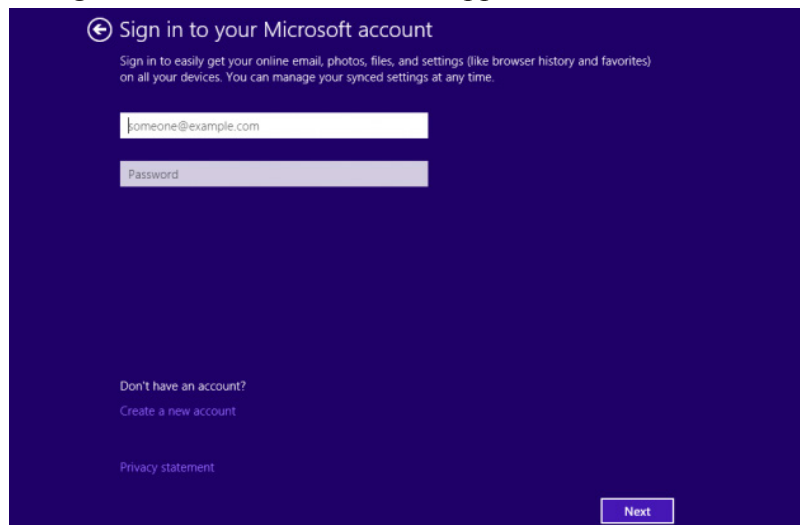 Sign in to your Microsoft account
Sign in to easily get your online email, photos, files, and settings (like browser history and favorites)
on all your devices. You can manage your synced settings at any time.
someone@example.com
Password
Don't have an account?
Create a new account
Privacy statement
Next